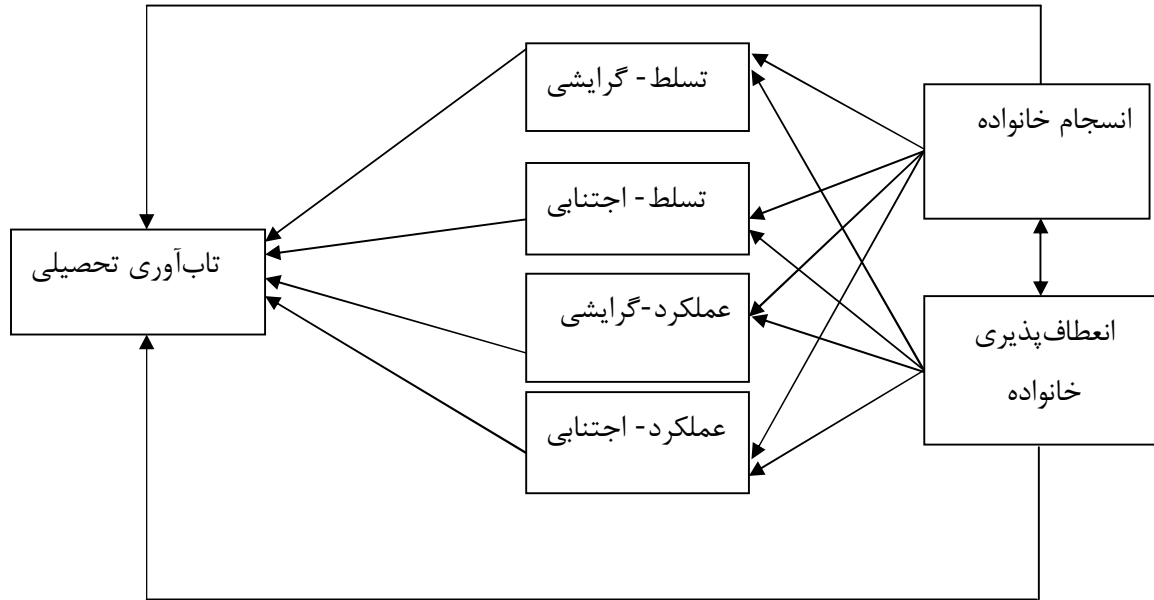 انسجام خانواده
انعطاف‌پذیری
خانواده
تسلط - گرایشی
تسلط - اجتنابی
عملکرد -گرایشی
عملکرد - اجتنابی
تاب‌آوری تحصیلی